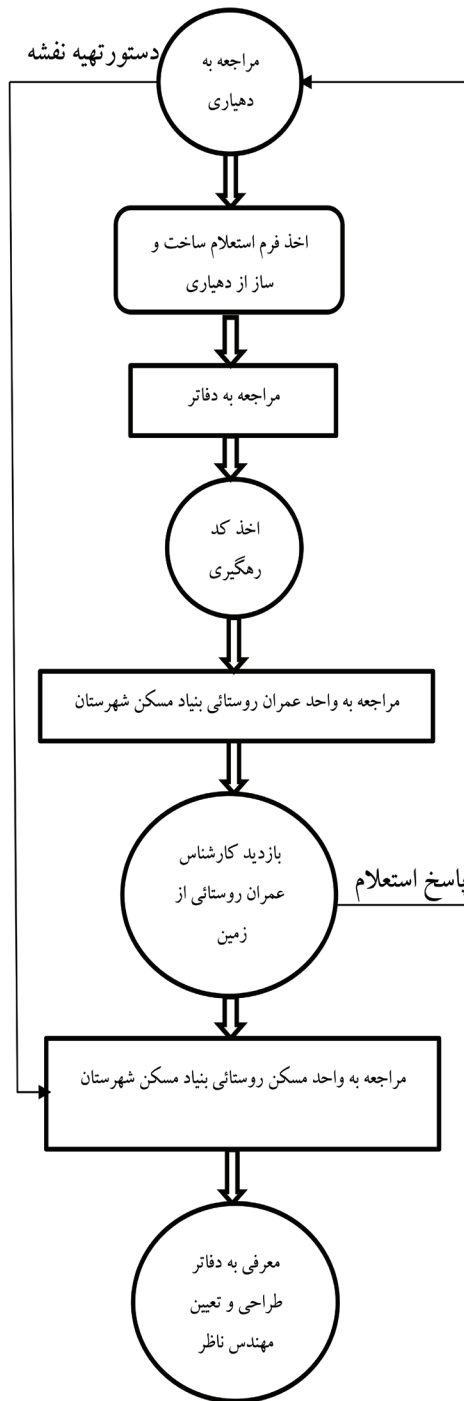 دستورتهیه نفشه
مراجعه به
دهیاری
اخذ فرم استعلام ساخت و
ساز از دهیاری
مراجعه به دفاتر
اخذ کد
رهگیری
مراجعه به واحد عمران روستائی بنیاد مسکن شهرستان
بازدید کارشناس
عمران روستائی از
زمین
پاسخ استعلام
مراجعه به واحد مسکن روستائی بنیاد مسکن شهرستان
معرفی به دفاتر
طراحی و تعیین
مهندس ناظر